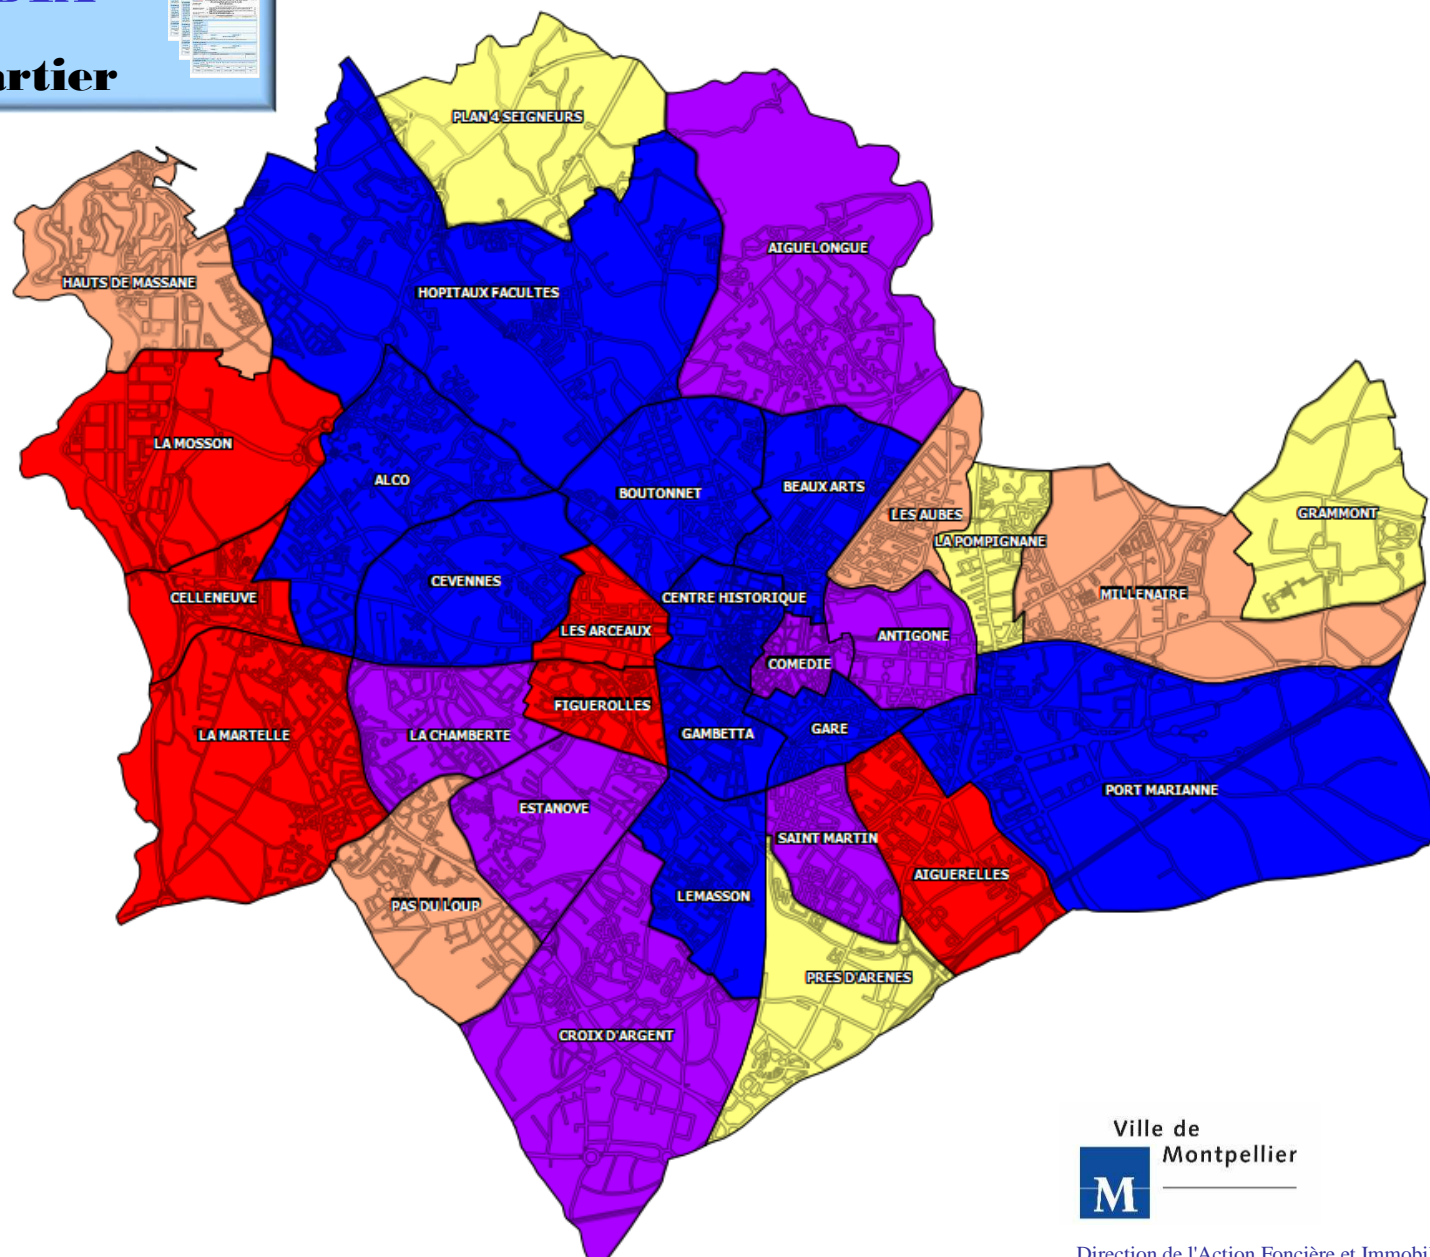 artier
PLAN 4 SEIGNEURS
AIGUELONGUE
HAUTS DE MASSANE
HOPITAUX FACULTES
LA MOSSON
ALCO
BOUTONNET
BEAUX ARTS
LES AUBES
GRAMMONT
LA POMPIGNANE
CEVENNES
MILLENAIRE
CELLENEUVE
CENTRE HISTORIQUE
LES ARCEAUX
ANTIGONE
COMEDIE
FIGUEROLLES
LA MARTELLE
LA CHAMBERTE
GAMBETTA
GARE
PORT MARIANNE
ESTANOVE
SAINT MARTIN
AIGUERELLES
LEMASSON
PAS DU LOUP
PRES D'ARENES
CROIX D'ARGENT
Ville de
Montpellier
M
Direction de l'Action Foncière et Immobil